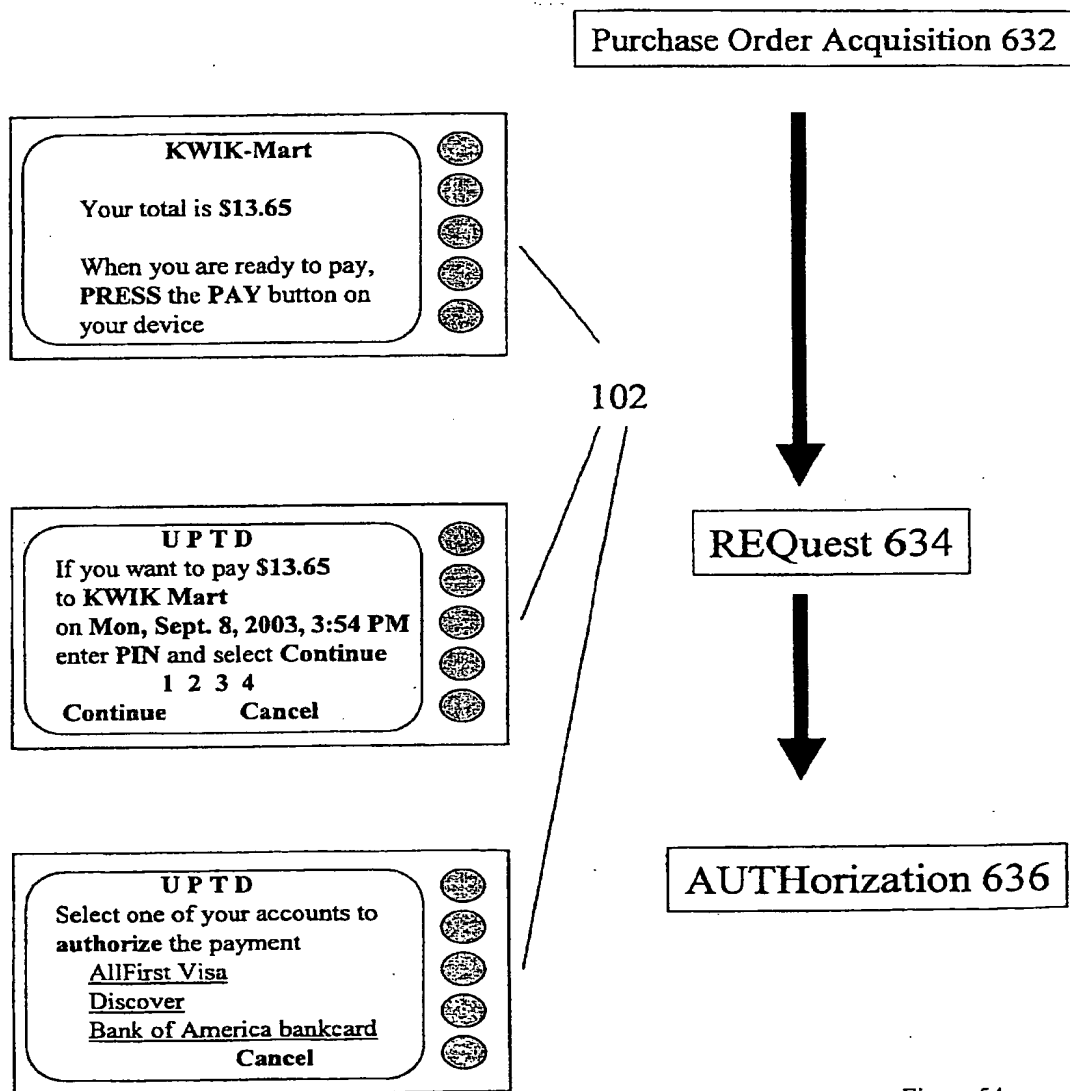 Purchase Order Acquisition 632
KWIK-Mart
Your total is $13.65
When you are ready to pay,
PRESS the PAY button on
your device
102
U P T D
If you want to pay $13.65
to KWIK Mart
on Mon, Sept. 8, 2003, 3:54 PM
enter PIN and select Continue
1 2 3 4
Continue Cancel
REQuest 634
U P T D
Select one of your accounts to
authorize the payment
AllFirst Visa
Discover
Bank of America bankcard
Cancel
AUTHorization 636